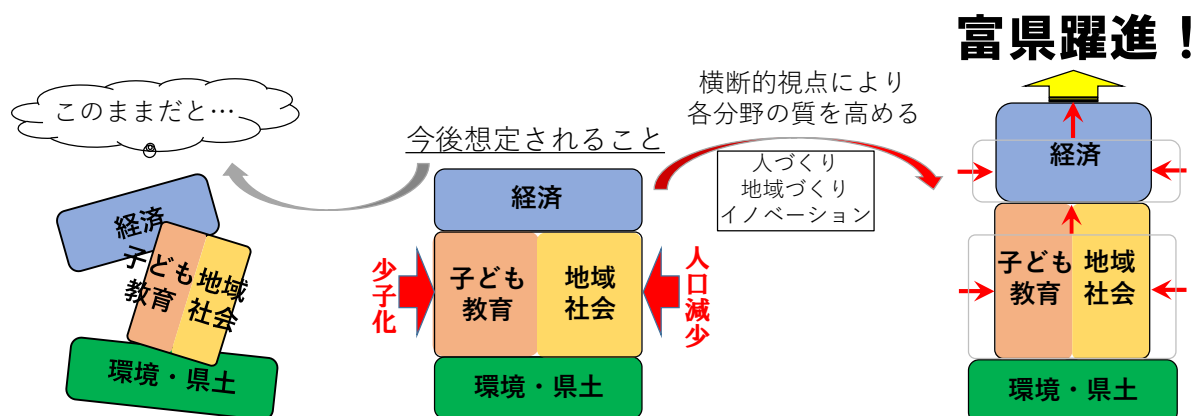 富県躍進！
このままだと…
横断的視点により
各分野の質を高める
今後想定されること
人づくり
地域づくり
イノベーション
経済
子ども
教育
地域
社会
環境・県土
少子化
経済
子ども
教育
地域
社会
環境・県土
人口減少
経済
子ども
教育
地域
社会
環境・県土